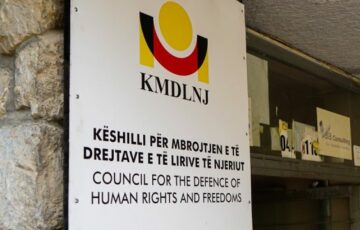 KMDLNJ
KËSHILLI PËR MBROJTJEN E TË
DREJTAVE E TË LIRIVE TË NJERIUT
COUNCIL FOR THE DEFENCE OF
HUMAN RIGHTS AND FREEDOMS